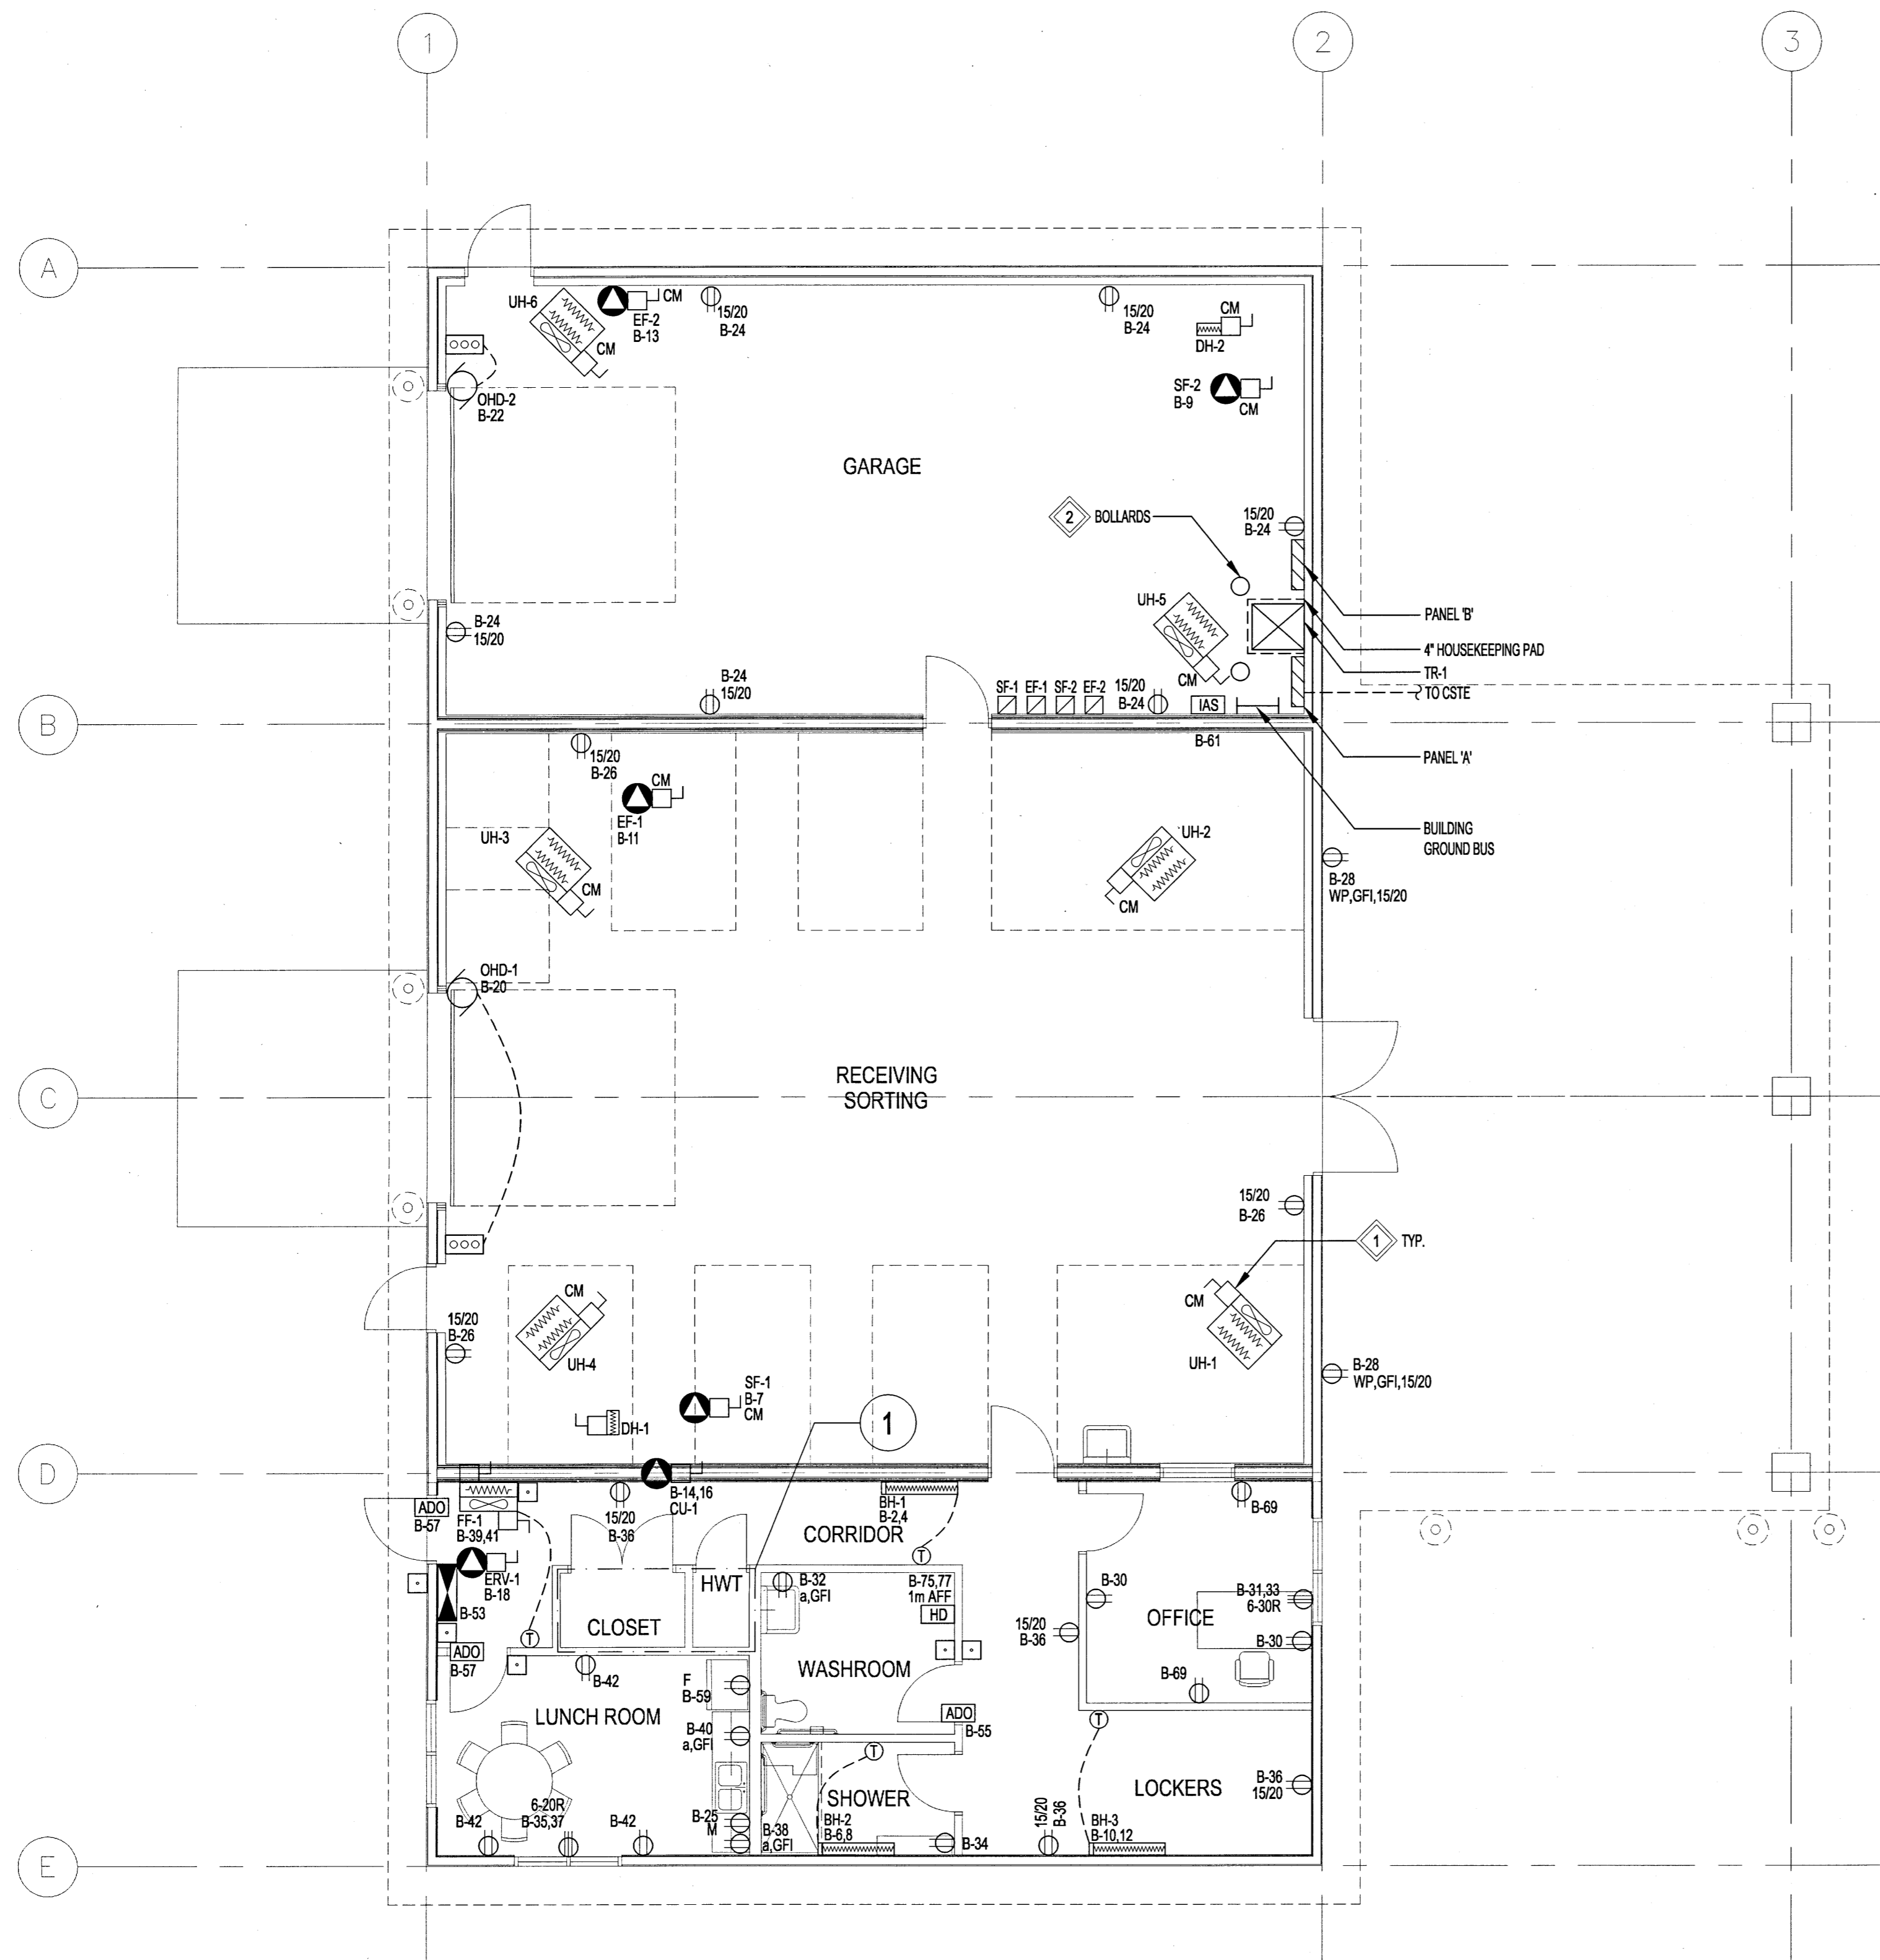 1
2
3
A
UH-6
CM
EF-2
B-13
CM
15/20
B-24
15/20
B-24
CM
DH-2
OHD-2
B-22
SF-2
B-9
CM
GARAGE
2
BOLLARDS
15/20
B-24
UH-5
CM
B-24
15/20
PANEL 'B'
4" HOUSEKEEPING PAD
TR-1
TO CSTE
B-24
15/20
SF-1
EF-1
SF-2
EF-2
15/20
B-24
IAS
B
B-61
PANEL 'A'
15/20
B-26
CM
EF-1
B-11
UH-3
CM
UH-2
CM
BUILDING
GROUND BUS
B-28
WP,GFI,15/20
OHD-1
B-20
C
RECEIVING
SORTING
15/20
B-26
1
TYP.
CM
UH-4
15/20
B-26
CM
UH-1
B-28
WP,GFI,15/20
SF-1
B-7
CM
1
DH-1
D
ADO
B-57
FF-1
B-39,41
15/20
B-36
B-14,16
CU-1
BH-1
B-2,4
CORRIDOR
T
B-69
ERV-1
B-18
B-53
HWT
CLOSET
B-32
a,GFI
B-75,77
1m AFF
HD
B-30
OFFICE
B-31,33
6-30R
15/20
B-36
B-30
T
ADO
B-57
B-42
F
B-59
WASHROOM
B-69
LUNCH ROOM
B-40
a,GFI
ADO
B-55
T
T
SHOWER
LOCKERS
B-36
15/20
B-42
6-20R
B-35,37
B-42
B-25
M
B-38
a,GFI
BH-2
B-6,8
B-34
15/20
B-36
BH-3
B-10,12
E